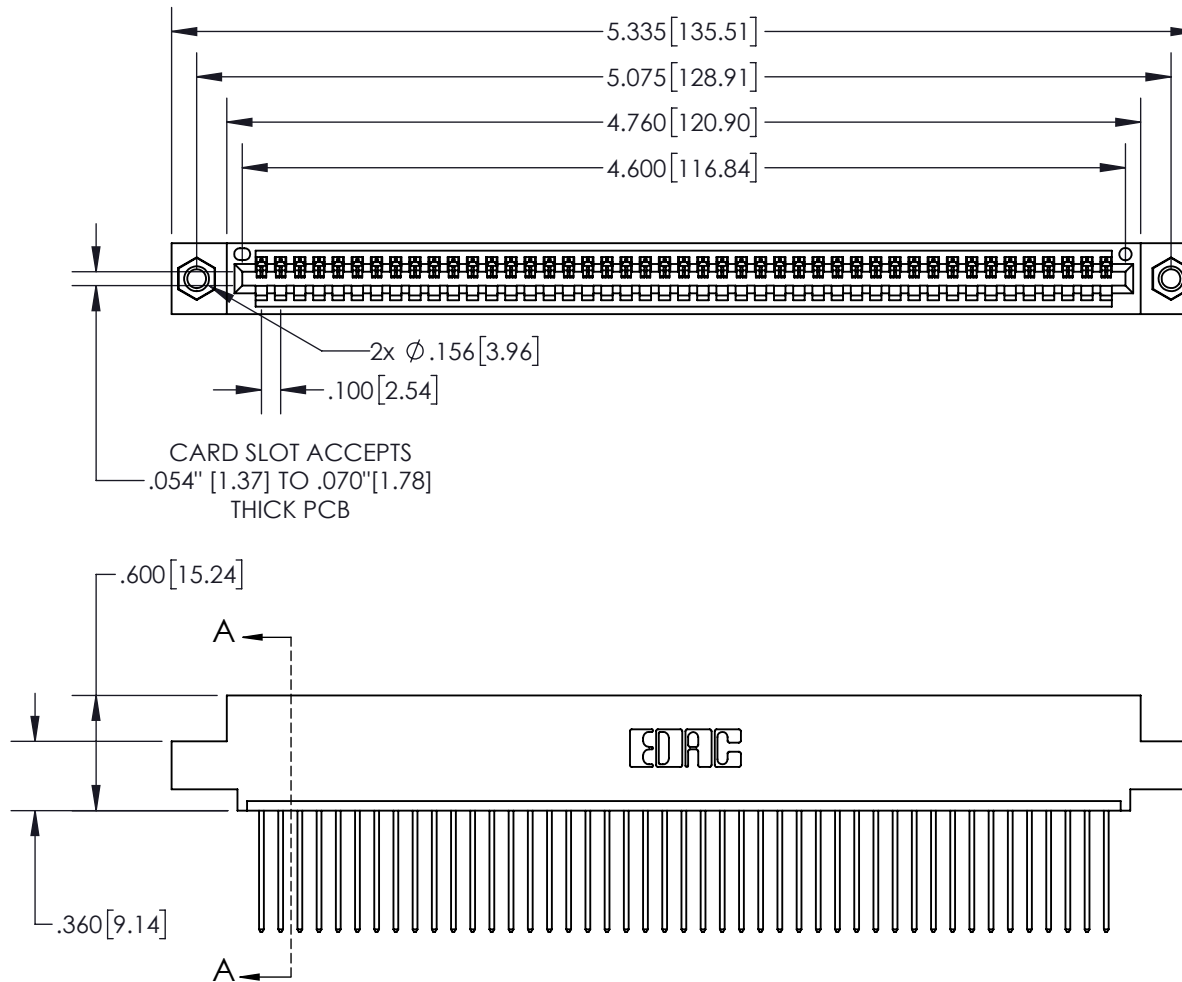 5.335[135.51]
5.075[128.91]
4.760[120.90]
4.600[116.84]
2x Ø.156[3.96]
.100[2.54]
CARD SLOT ACCEPTS
.054" [1.37] TO .070"[1.78]
THICK PCB
.600[15.24]
A
EDAC
.360[9.14]
A